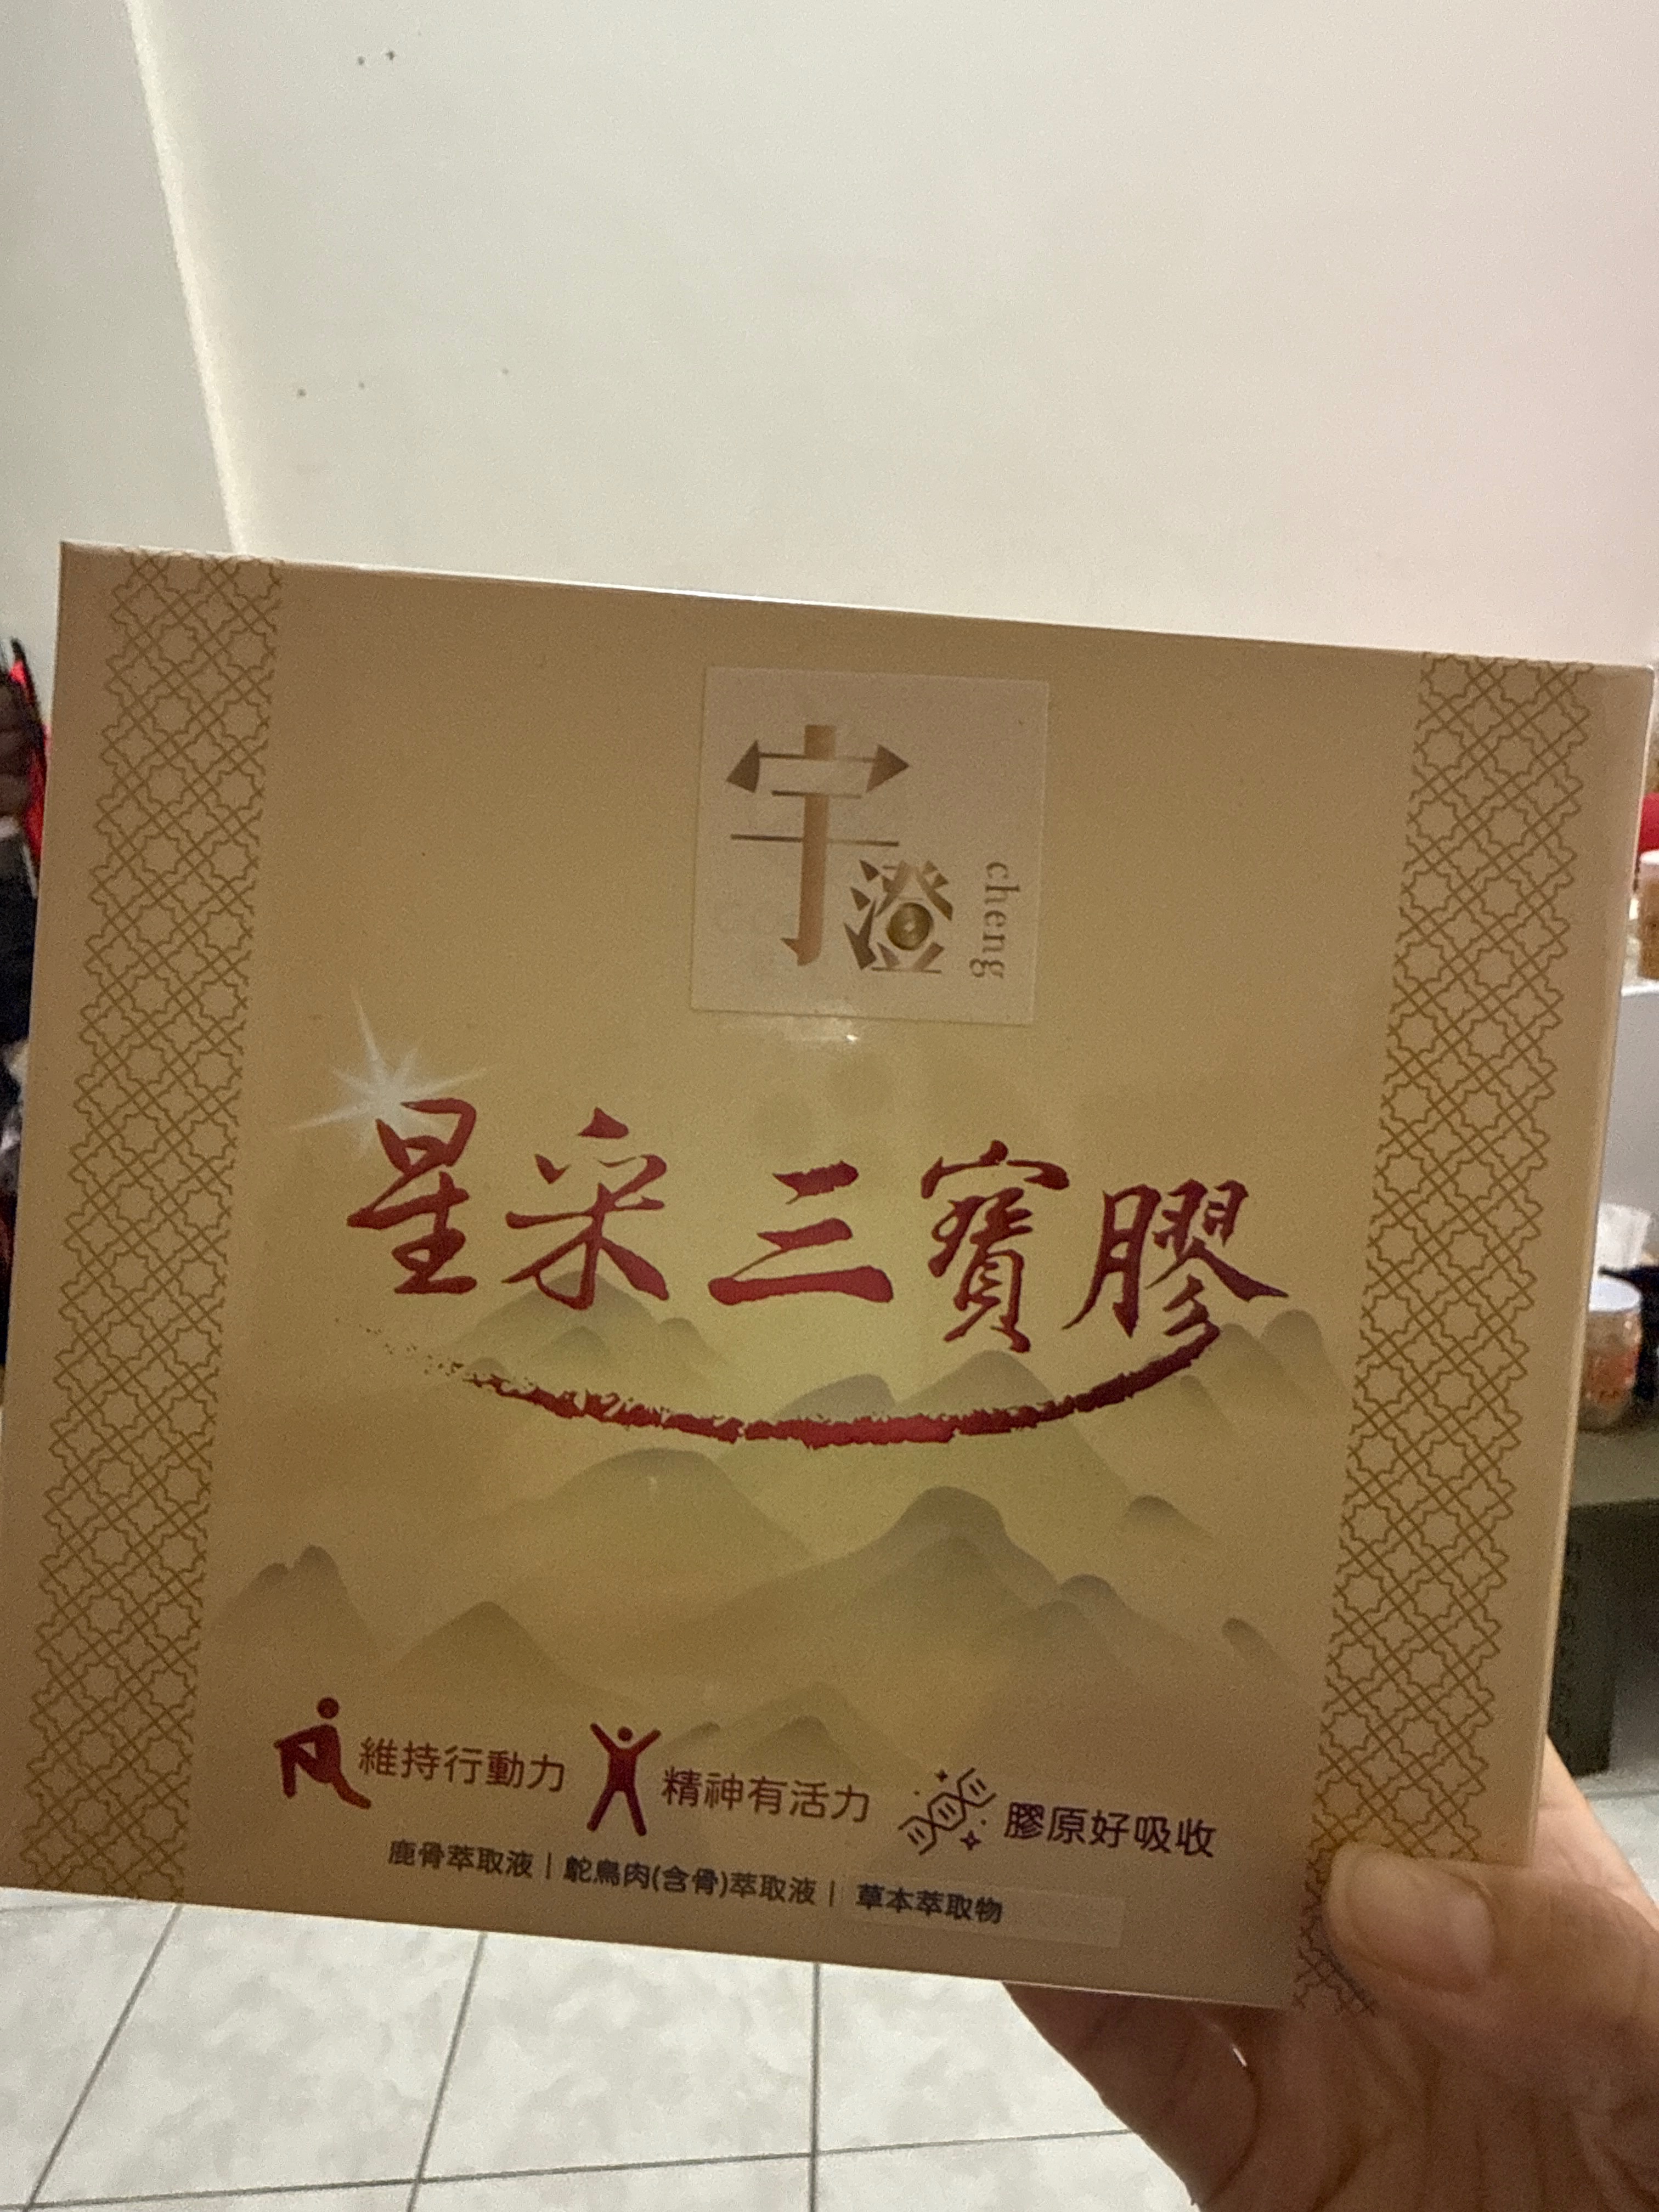 宇澄
cheng
星采三寶膠
維持行動力 精神有活力 膠原好吸收
鹿骨萃取液|鴕鳥肉(含骨)萃取液| 草本萃取物